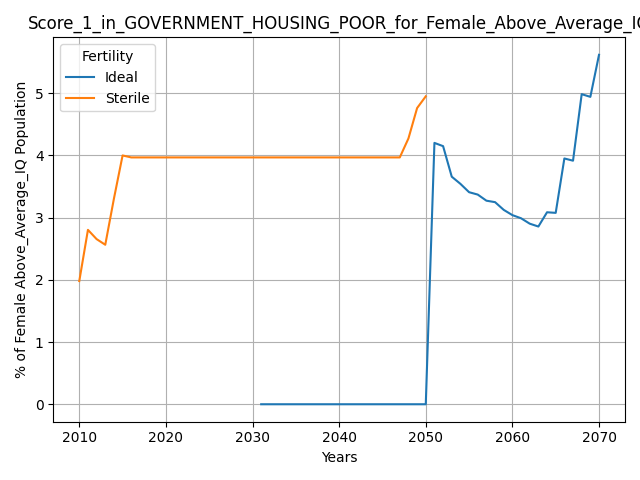 Score_1_in_GOVERNMENT_HOUSING_POOR_for_Female_Above_Average_IQ
Fertility
Ideal
Sterile
% of Female Above_Average_IQ Population
5
4
3
2
1
0
2010 2020 2030 2040 2050 2060 2070
Years